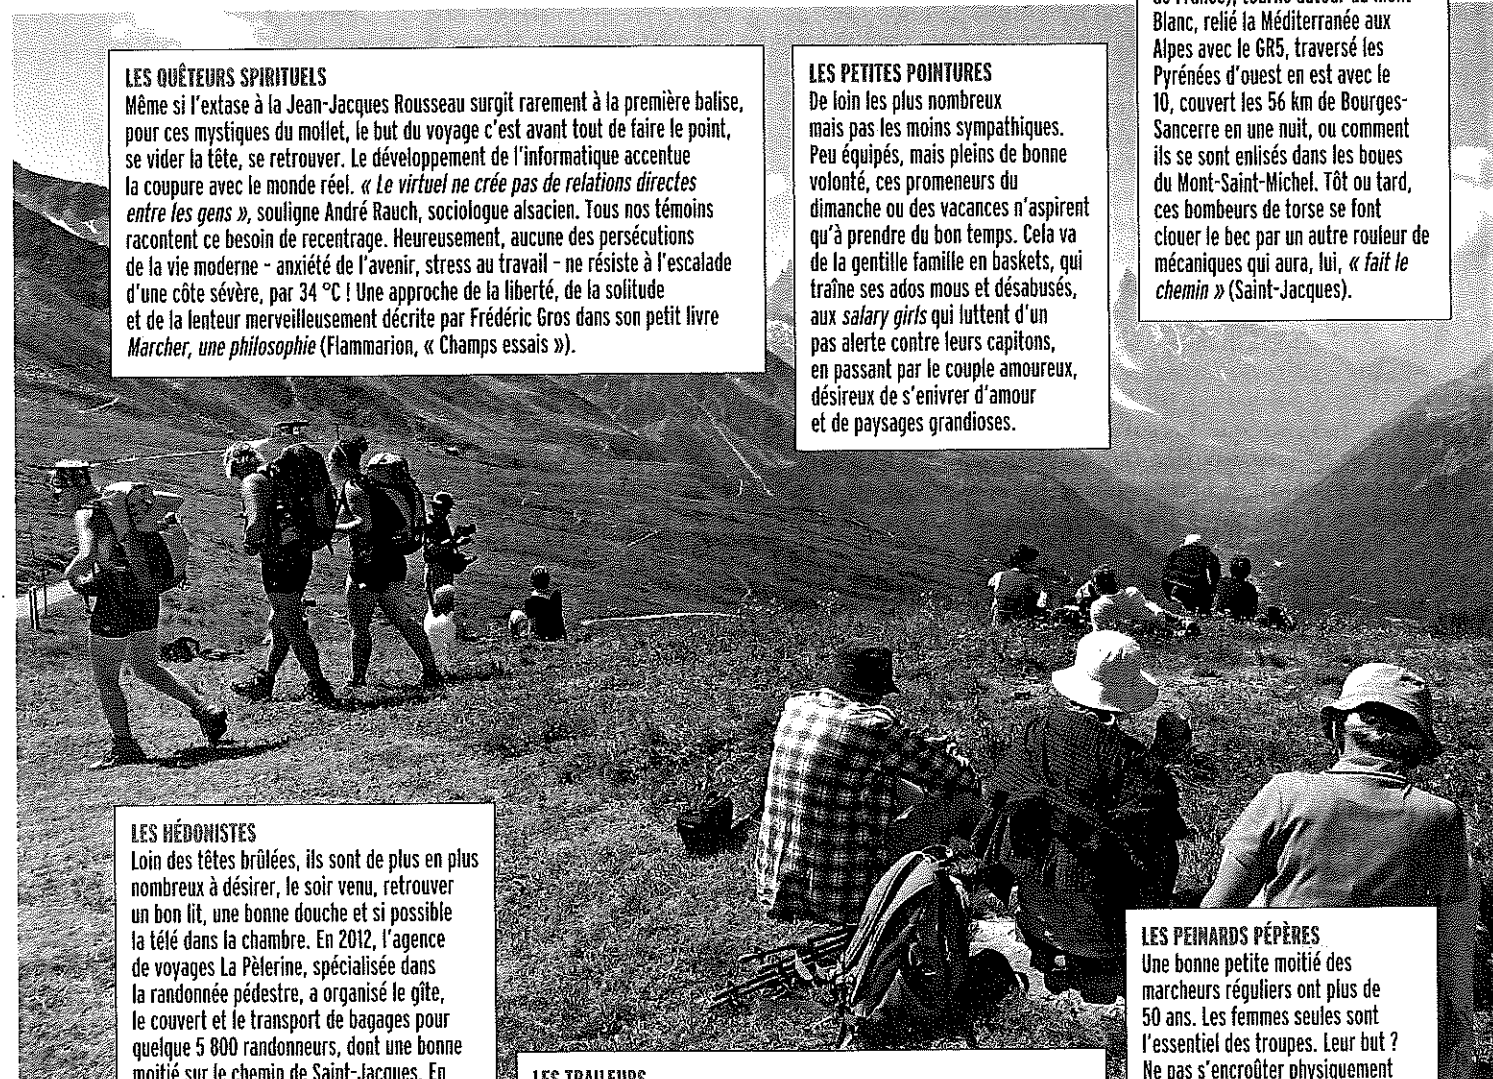 LES QUÊTEURS SPIRITUELS
Même si l'extase à la Jean-Jacques Rousseau surgit rarement à la première balise,
pour ces mystiques du mollet, le but du voyage c'est avant tout de faire le point,
se vider la tête, se retrouver. Le développement de l'informatique accentue
la coupure avec le monde réel. « Le virtuel ne crée pas de relations directes
entre les gens », souligne André Rauch, sociologue alsacien. Tous nos témoins
racontent ce besoin de recentrage. Heureusement, aucune des persécutions
de la vie moderne - anxiété de l'avenir, stress au travail - ne résiste à l'escalade
d'une côte sévère, par 34 °C ! Une approche de la liberté, de la solitude
et de la lenteur merveilleusement décrite par Frédéric Gros dans son petit livre
Marcher, une philosophie (Flammarion, « Champs essais »).
LES PETITES POINTURES
De loin les plus nombreux
mais pas les moins sympathiques.
Peu équipés, mais pleins de bonne
volonté, ces promeneurs du
dimanche ou des vacances n'aspirent
qu'à prendre du bon temps. Cela va
de la gentille famille en baskets, qui
traîne ses ados mous et désabusés,
aux salary girls qui luttent d'un
pas alerte contre leurs capitons,
en passant par le couple amoureux,
désireux de s'enivrer d'amour
et de paysages grandioses.
Blanc, relié la Méditerranée aux
Alpes avec le GR5, traversé les
Pyrénées d'ouest en est avec le
10, couvert les 56 km de Bourges-
Sancerre en une nuit, ou comment
ils se sont enlisés dans les boues
du Mont-Saint-Michel. Tôt ou tard,
ces bombeurs de torse se font
clouer le bec par un autre rouleur de
mécaniques qui aura, lui, « fait le
chemin » (Saint-Jacques).
LES HÉDONISTES
Loin des têtes brûlées, ils sont de plus en plus
nombreux à désirer, le soir venu, retrouver
un bon lit, une bonne douche et si possible
la télé dans la chambre. En 2012, l'agence
de voyages La Pèlerine, spécialisée dans
la randonnée pédestre, a organisé le gîte,
le couvert et le transport de bagages pour
quelque 5 800 randonneurs, dont une bonne
moitié sur le chemin de Saint-Jacques. En
LES TRAILEURS
LES PEINARDS PÉPÈRES
Une bonne petite moitié des
marcheurs réguliers ont plus de
50 ans. Les femmes seules sont
l'essentiel des troupes. Leur but ?
Ne pas s'encroûter physiquement